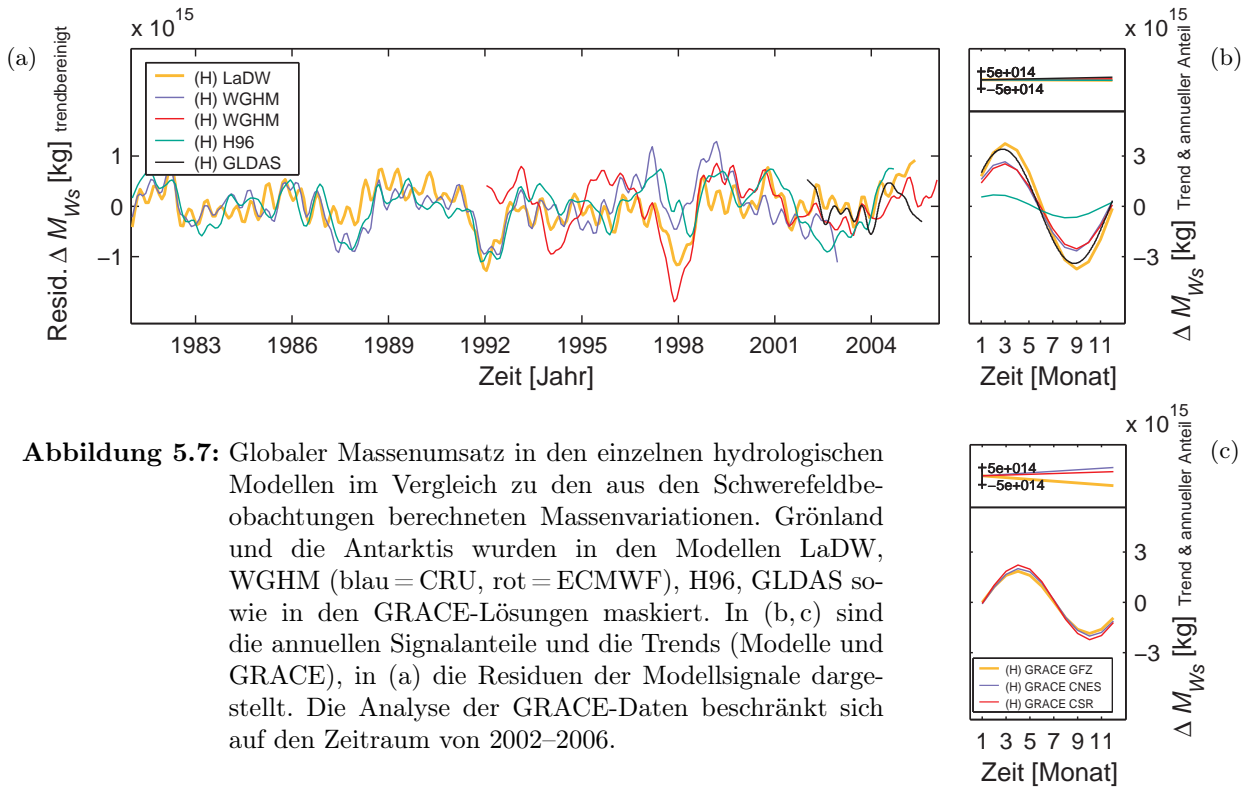 (a)
x 10^15
Resid. Δ M_Ws [kg] trendbereinigt
(H) LaDW
(H) WGHM
(H) WGHM
(H) H96
(H) GLDAS
1
0
−1
1983 1986 1989 1992 1995 1998 2001 2004
Zeit [Jahr]
x 10^15
(b)
5e+014
−5e+014
3
0
−3
Δ M_Ws [kg] Trend & annueller Anteil
1 3 5 7 9 11
Zeit [Monat]
Abbildung 5.7: Globaler Massenumsatz in den einzelnen hydrologischen
Modellen im Vergleich zu den aus den Schwerefeldbe-
obachtungen berechneten Massenvariationen. Grönland
und die Antarktis wurden in den Modellen LaDW,
WGHM (blau = CRU, rot = ECMWF), H96, GLDAS so-
wie in den GRACE-Lösungen maskiert. In (b, c) sind
die annuellen Signalanteile und die Trends (Modelle und
GRACE), in (a) die Residuen der Modellsignale darge-
stellt. Die Analyse der GRACE-Daten beschränkt sich
auf den Zeitraum von 2002–2006.
x 10^15
(c)
5e+014
−5e+014
3
0
−3
Δ M_Ws [kg] Trend & annueller Anteil
(H) GRACE GFZ
(H) GRACE CNES
(H) GRACE CSR
1 3 5 7 9 11
Zeit [Monat]